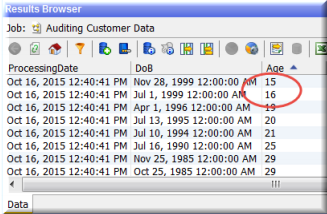 Results Browser
Job: Auditing Customer Data
ProcessingDate DoB Age
Oct 16, 2015 12:40:41 PM Nov 28, 1999 12:00:00 AM 15
Oct 16, 2015 12:40:41 PM Jul 1, 1999 12:00:00 AM 16
Oct 16, 2015 12:40:41 PM Apr 1, 1996 12:00:00 AM 19
Oct 16, 2015 12:40:41 PM Jul 13, 1995 12:00:00 AM 20
Oct 16, 2015 12:40:41 PM Jul 10, 1994 12:00:00 AM 21
Oct 16, 2015 12:40:41 PM Jul 16, 1990 12:00:00 AM 25
Oct 16, 2015 12:40:41 PM Nov 25, 1985 12:00:00 AM 29
Oct 16, 2015 12:40:41 PM Oct 25, 1985 12:00:00 AM 29
Data